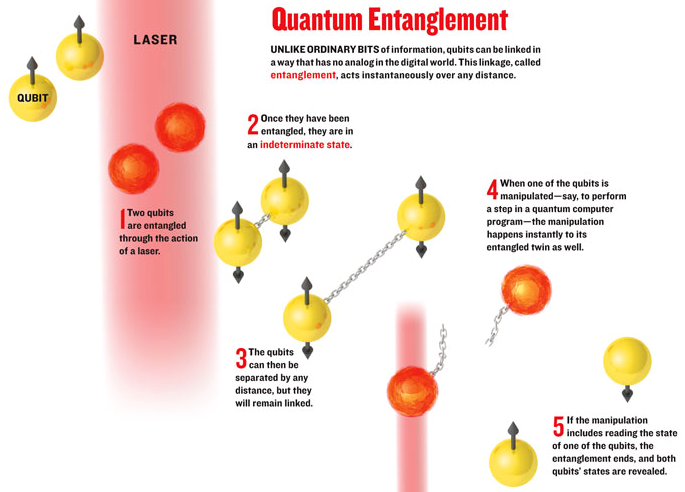 Quantum Entanglement
UNLIKE ORDINARY BITS of information, qubits can be linked in
a way that has no analog in the digital world. This linkage, called
entanglement, acts instantaneously over any distance.
LASER
QUBIT
1 Two qubits
are entangled
through the action
of a laser.
2 Once they have been
entangled, they are in
an indeterminate state.
3 The qubits
can then be
separated by any
distance, but they
will remain linked.
4 When one of the qubits is
manipulated—say, to perform
a step in a quantum computer
program—the manipulation
happens instantly to its
entangled twin as well.
5 If the manipulation
includes reading the state
of one of the qubits, the
entanglement ends, and both
qubits' states are revealed.